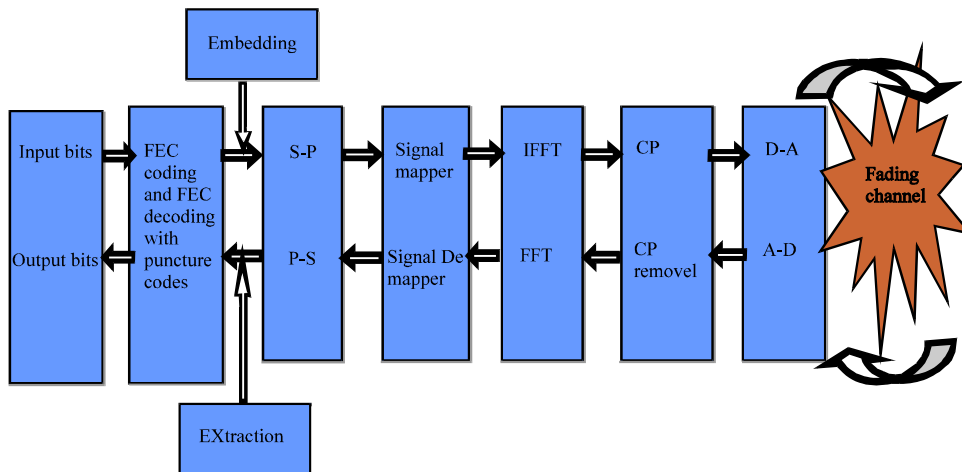 Embedding
Input bits
Output bits
FEC
coding
and FEC
decoding
with
puncture
codes
S-P
P-S
Signal
mapper
Signal De
mapper
IFFT
FFT
CP
CP
removel
D-A
A-D
Fading
channel
EXtraction